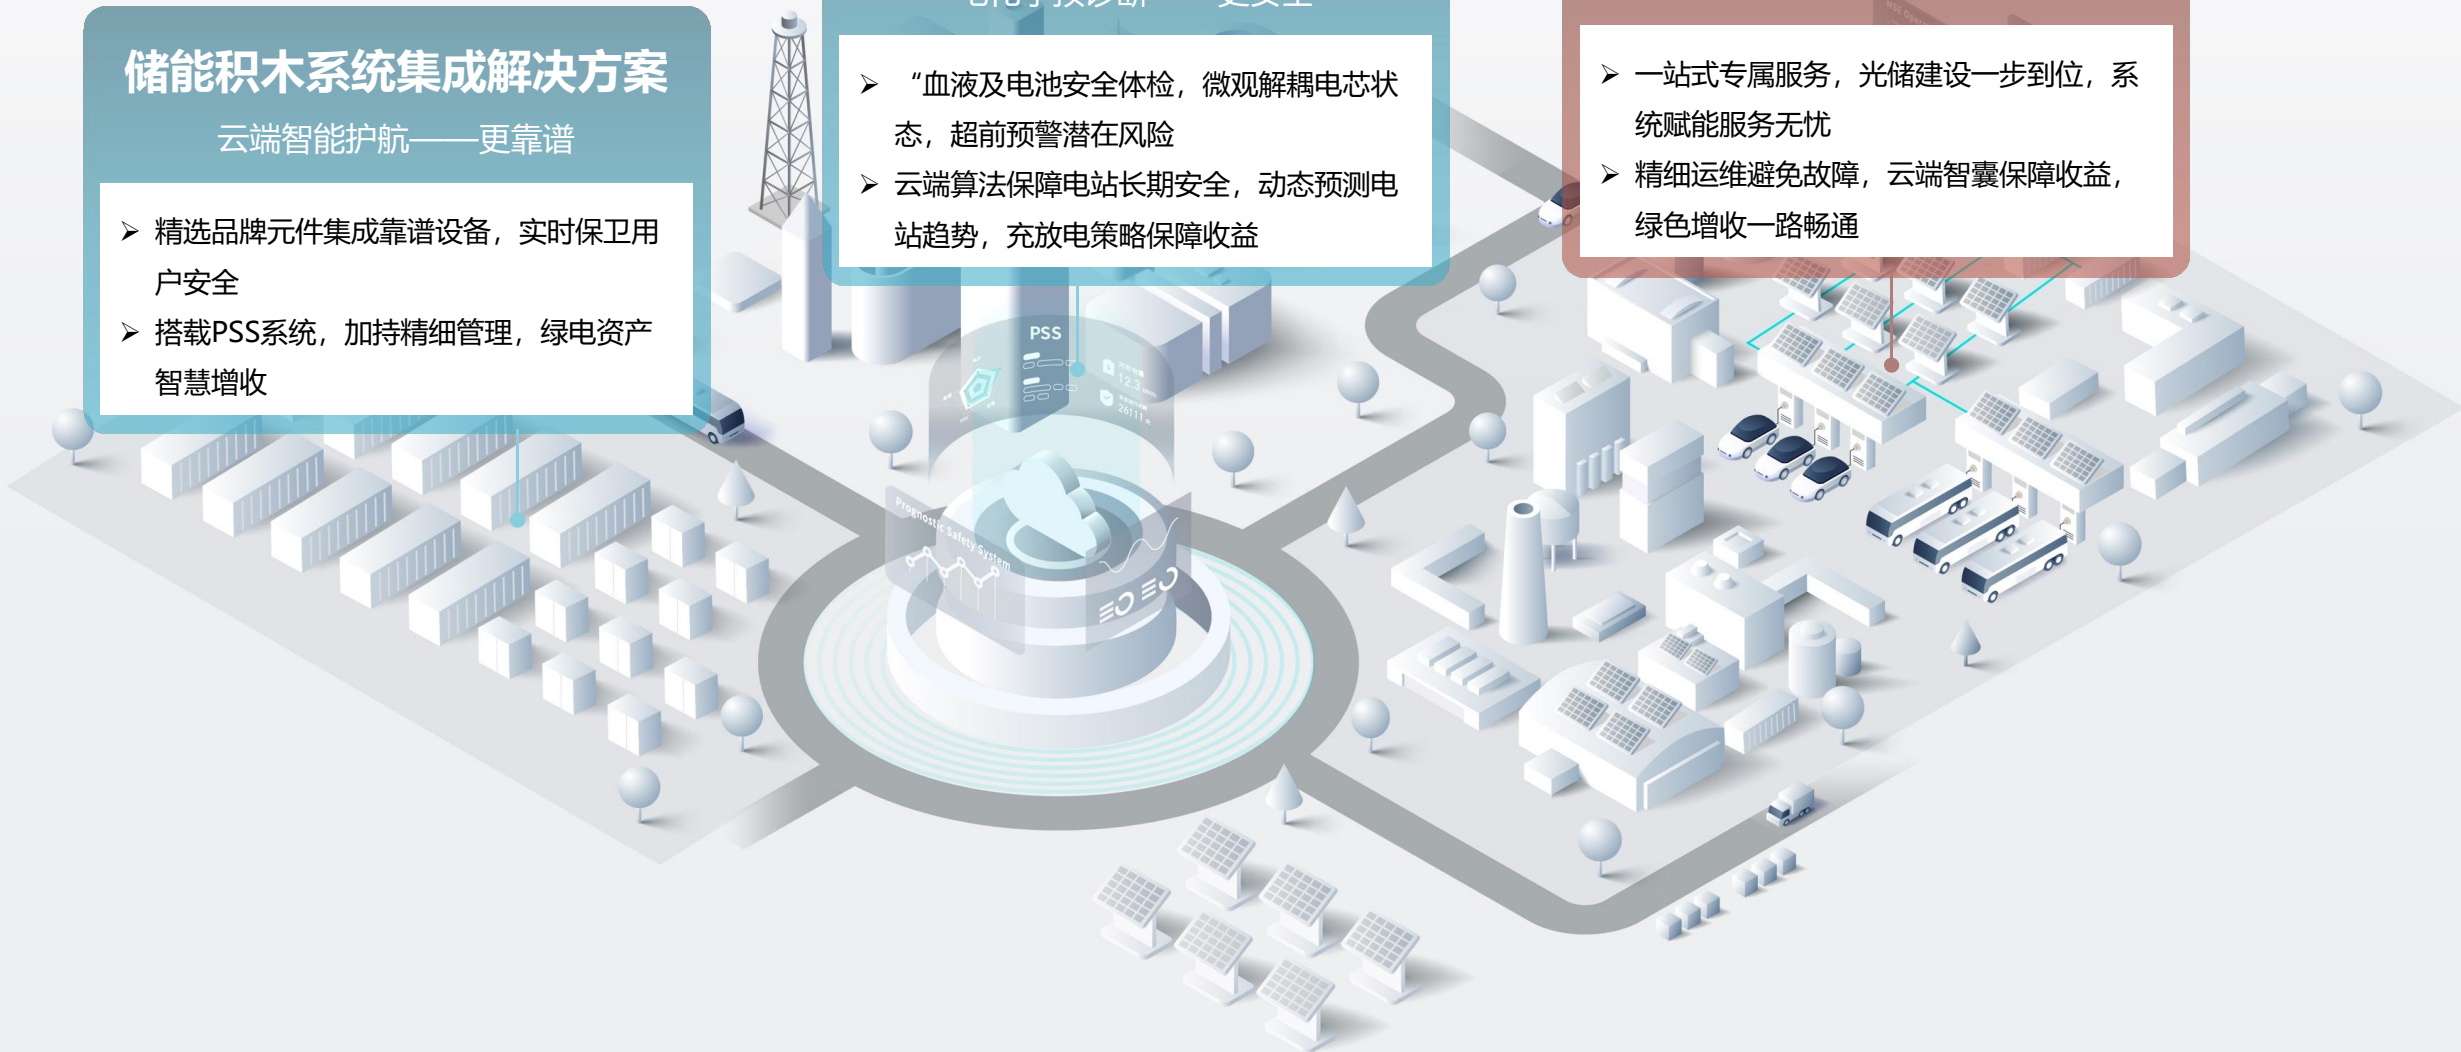 储能积木系统集成解决方案
云端智能护航——更靠谱
➢ 精选品牌元件集成靠谱设备，实时保卫用
户安全
➢ 搭载PSS系统，加持精细管理，绿电资产
智慧增收
➢ “血液及电池安全体检，微观解耦电芯状
态，超前预警潜在风险
➢ 云端算法保障电站长期安全，动态预测电
站趋势，充放电策略保障收益
➢ 一站式专属服务，光储建设一步到位，系
统赋能服务无忧
➢ 精细运维避免故障，云端智囊保障收益，
绿色增收一路畅通
PSS
12.3
26111
Prognostic Safety System